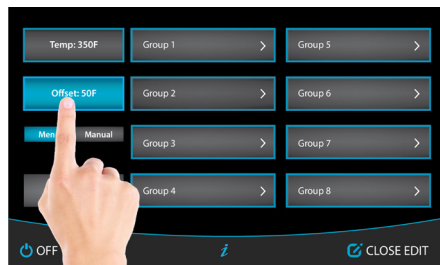 Temp: 350F
Group 1
Group 5
Offset: 50F
Group 2
Group 6
Manual
Group 3
Group 7
Group 4
Group 8
OFF
i
CLOSE EDIT